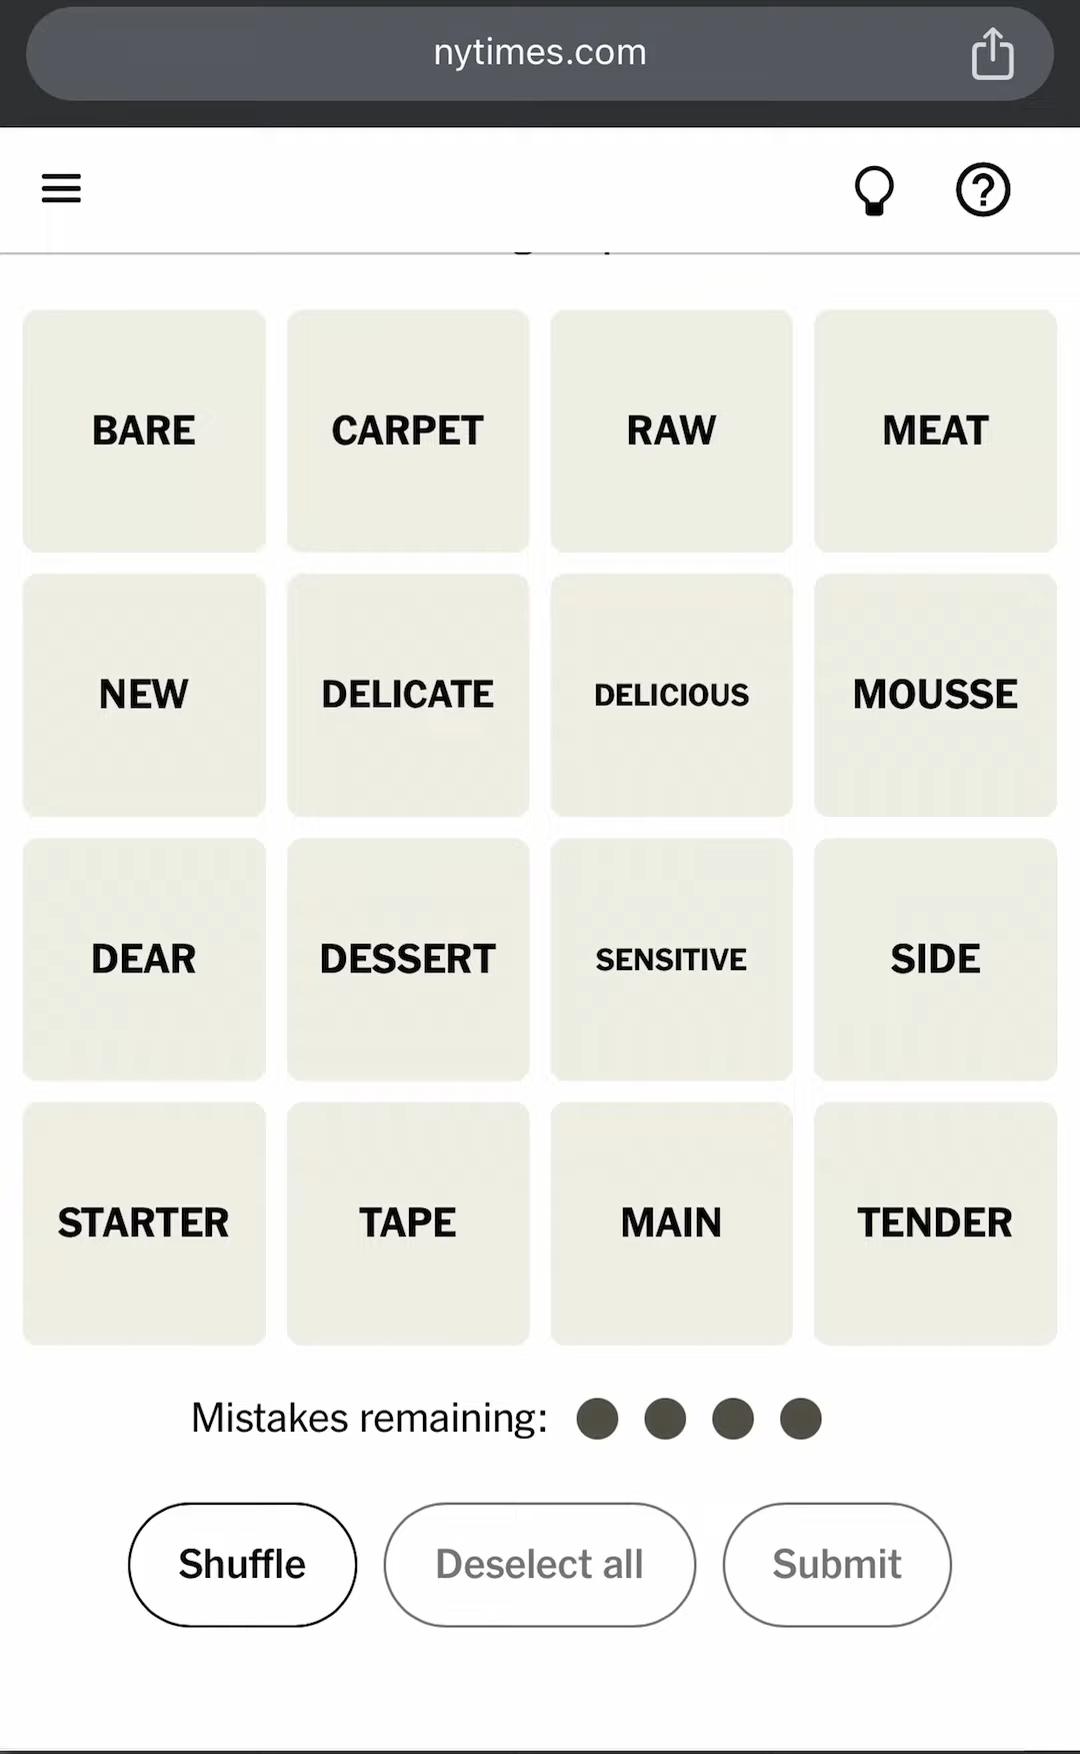 nytimes.com
BARE CARPET RAW MEAT
NEW DELICATE DELICIOUS MOUSSE
DEAR DESSERT SENSITIVE SIDE
STARTER TAPE MAIN TENDER
Mistakes remaining:
Shuffle Deselect all Submit